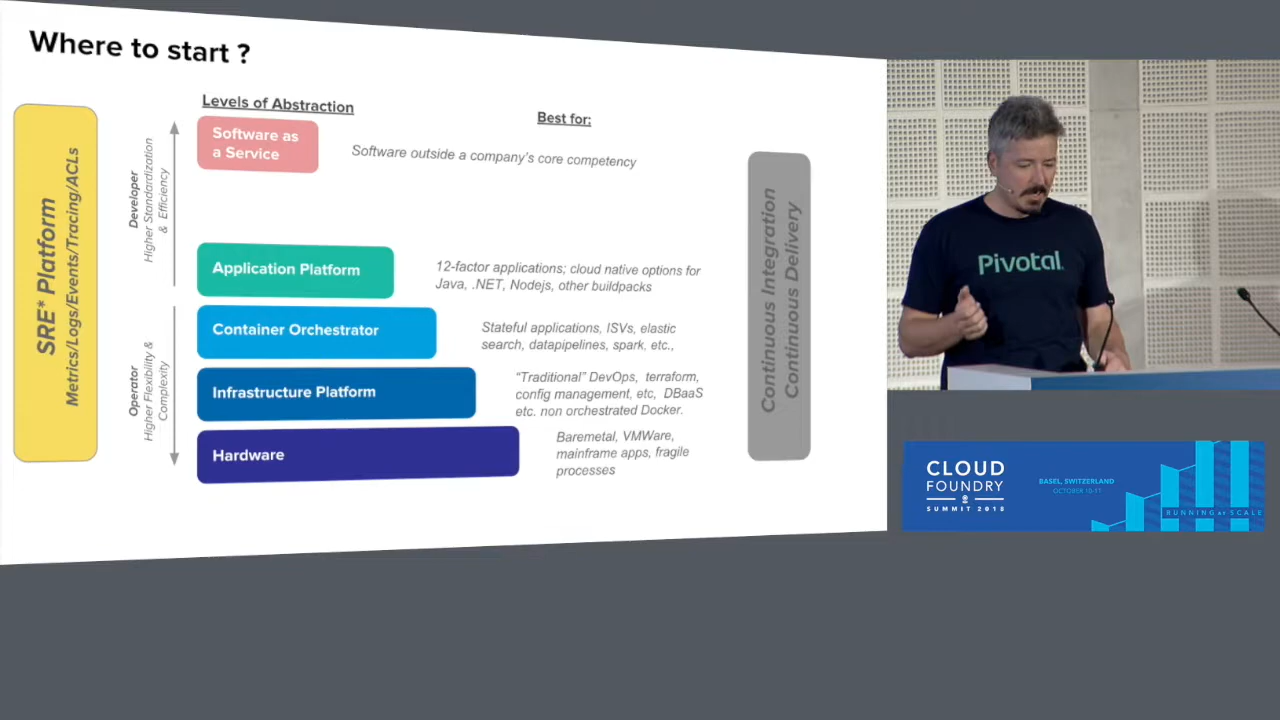 Where to start ?
Levels of Abstraction
Best for:
SRE* Platform
Metrics/Logs/Events/Tracing/ACLs
Developer
Higher Standardization
& Efficiency
Software as
a Service
Software outside a company's core competency
Application Platform
12-factor applications; cloud native options for
Java, .NET, Nodejs, other buildpacks
Operator
Higher Flexibility &
Complexity
Container Orchestrator
Stateful applications, ISVs, elastic
search, datapipelines, spark. etc.,
Infrastructure Platform
"Traditional" DevOps, terraform,
config management, etc, DBaaS
etc. non orchestrated Docker.
Hardware
Baremetal, VMWare,
mainframe apps, fragile
processes
Continuous Integration
Continuous Delivery
Pivotal.
CLOUD
FOUNDRY
SUMMIT 2018
BASEL, SWITZERLAND
OCTOBER 10-11
RUNNING AT SCALE